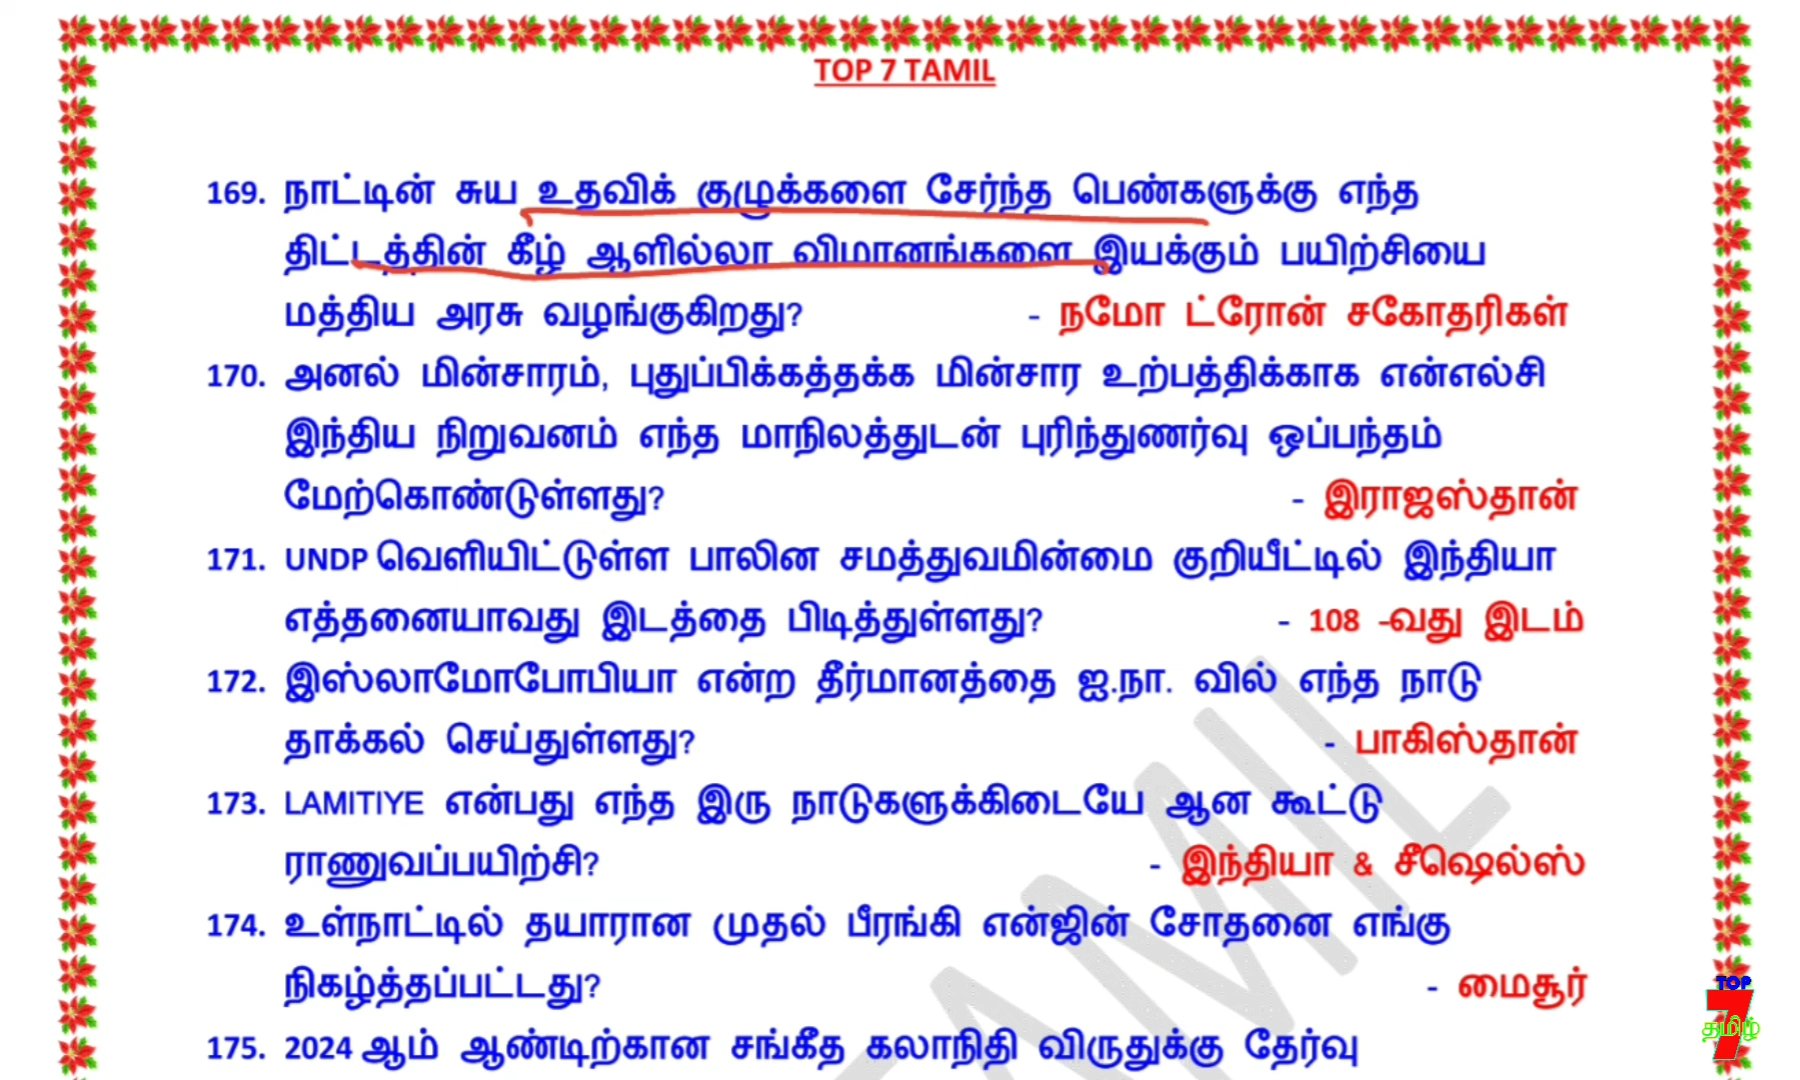 TOP 7 TAMIL
169. நாட்டின் சுய உதவிக் குழுக்களை சேர்ந்த பெண்களுக்கு எந்த
திட்டத்தின் கீழ் ஆளில்லா விமானங்களை இயக்கும் பயிற்சியை
மத்திய அரசு வழங்குகிறது? - நமோ ட்ரோன் சகோதரிகள்
170. அனல் மின்சாரம், புதுப்பிக்கத்தக்க மின்சார உற்பத்திக்காக என்எல்சி
இந்திய நிறுவனம் எந்த மாநிலத்துடன் புரிந்துணர்வு ஒப்பந்தம்
மேற்கொண்டுள்ளது? - இராஜஸ்தான்
171. UNDP வெளியிட்டுள்ள பாலின சமத்துவமின்மை குறியீட்டில் இந்தியா
எத்தனையாவது இடத்தை பிடித்துள்ளது? - 108 -வது இடம்
172. இஸ்லாமோபோபியா என்ற தீர்மானத்தை ஐ.நா. வில் எந்த நாடு
தாக்கல் செய்துள்ளது? - பாகிஸ்தான்
173. LAMITIYE என்பது எந்த இரு நாடுகளுக்கிடையே ஆன கூட்டு
ராணுவப்பயிற்சி? - இந்தியா & சீஷெல்ஸ்
174. உள்நாட்டில் தயாரான முதல் பீரங்கி என்ஜின் சோதனை எங்கு
நிகழ்த்தப்பட்டது? - மைசூர்
175. 2024 ஆம் ஆண்டிற்கான சங்கீத கலாநிதி விருதுக்கு தேர்வு
TAMIL
TOP
7
தமிழ்